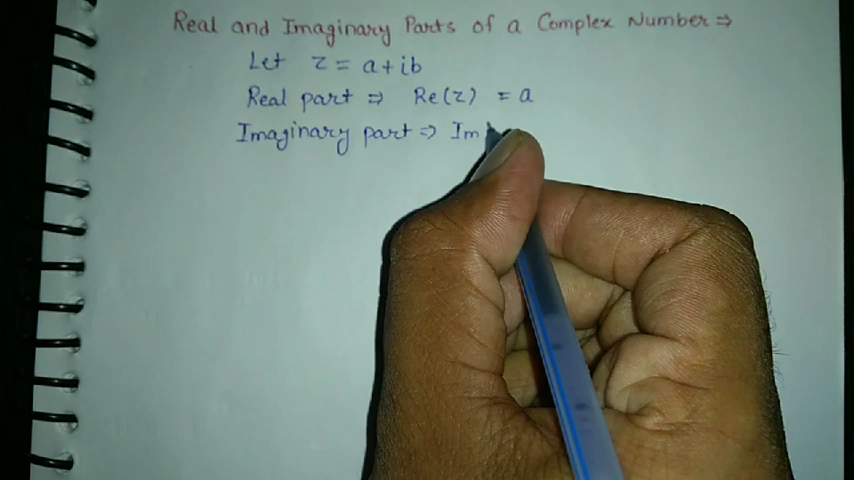 Real and Imaginary Parts of a Complex Number ⇒
Let z = a + ib
Real part ⇒ Re(z) = a
Imaginary part ⇒ Im